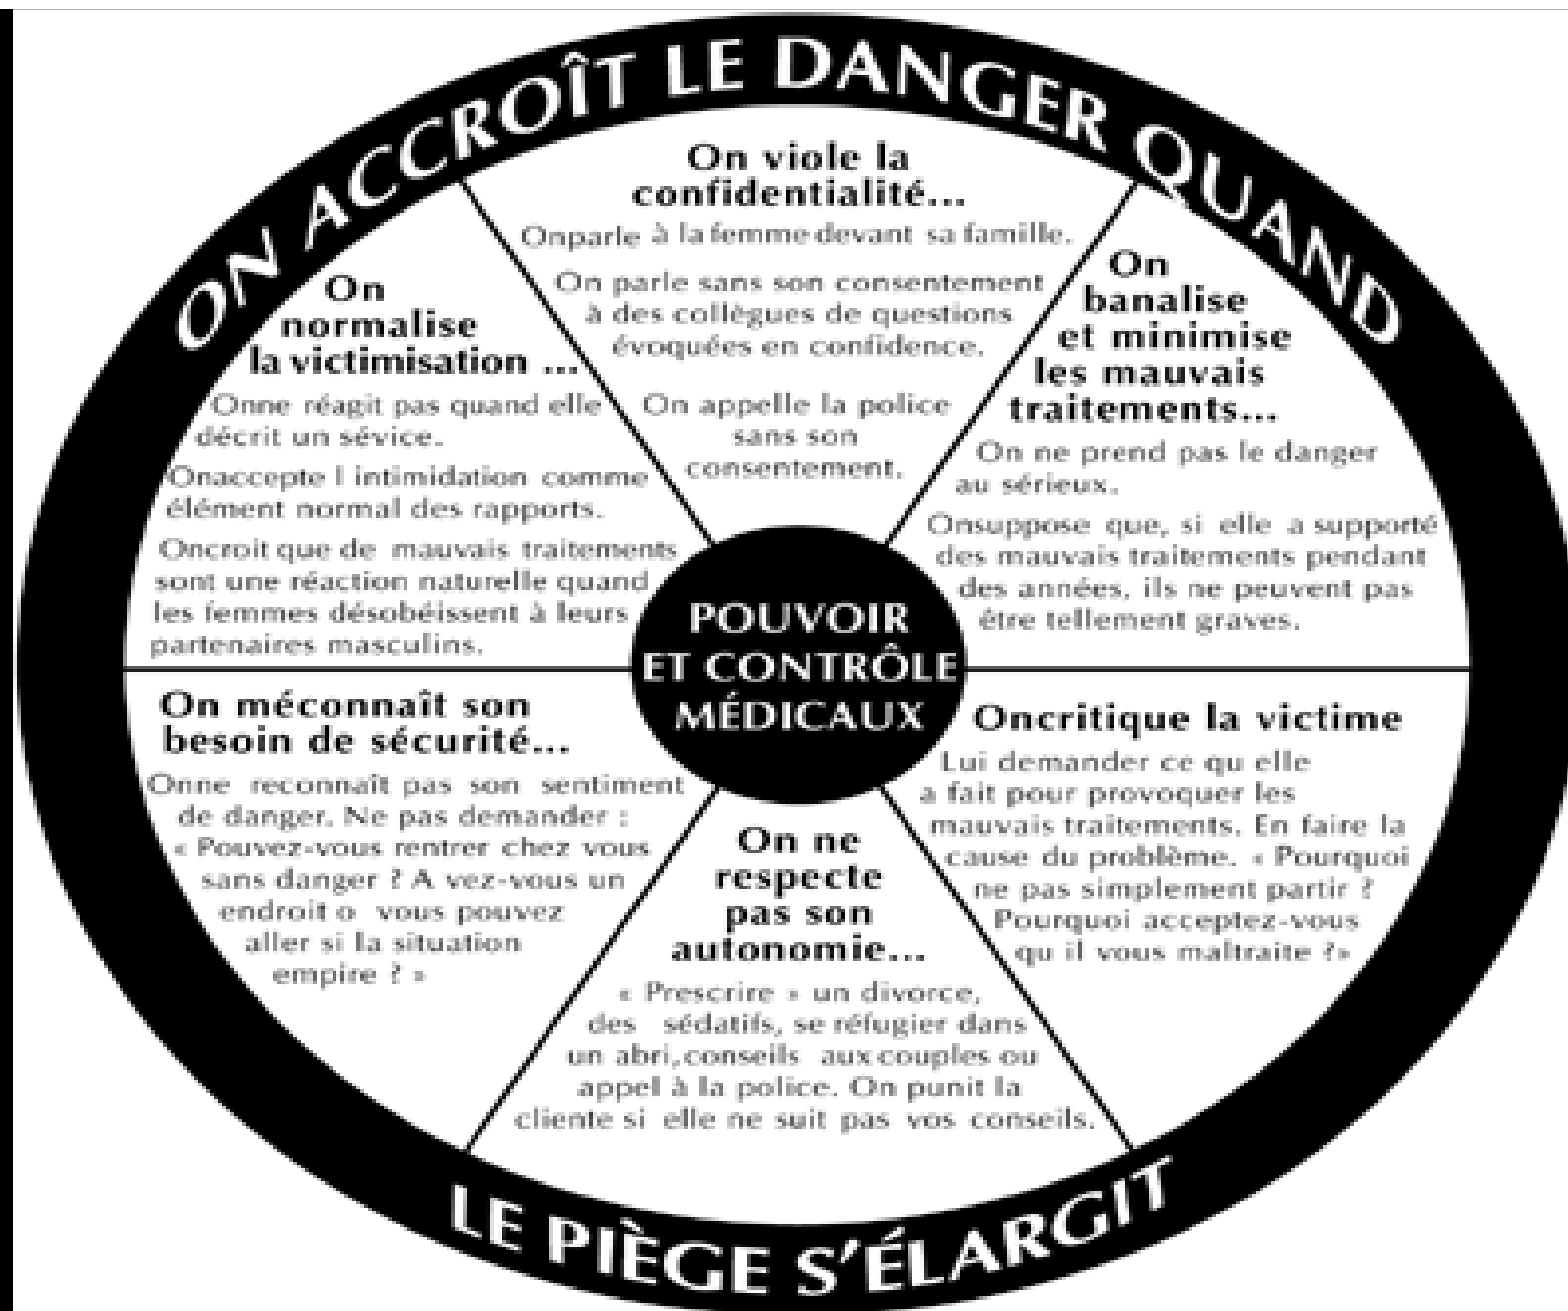 ON ACCROÎT LE DANGER QUAND
On viole la
confidentialité...
Onparle à la femme devant sa famille.
On parle sans son consentement
à des collègues de questions
évoquées en confidence.
On appelle la police
sans son
consentement.
On
banalise
et minimise
les mauvais
traitements...
On ne prend pas le danger
au sérieux.
Onsuppose que, si elle a supporté
des mauvais traitements pendant
des années, ils ne peuvent pas
être tellement graves.
Oncritique la victime
Lui demander ce qu elle
a fait pour provoquer les
mauvais traitements. En faire la
cause du problème. « Pourquoi
ne pas simplement partir ?
Pourquoi acceptez-vous
qu il vous maltraite ?»
On ne
respecte
pas son
autonomie...
« Prescrire » un divorce,
des sédatifs, se réfugier dans
un abri, conseils aux couples ou
appel à la police. On punit la
cliente si elle ne suit pas vos conseils.
On méconnaît son
besoin de sécurité...
Onne reconnaît pas son sentiment
de danger. Ne pas demander :
« Pouvez-vous rentrer chez vous
sans danger ? A vez-vous un
endroit o vous pouvez
aller si la situation
empire ? »
On
normalise
la victimisation ...
Onne réagit pas quand elle
décrit un sévice.
Onaccepte l intimidation comme
élément normal des rapports.
Oncroit que de mauvais traitements
sont une réaction naturelle quand
les femmes désobéissent à leurs
partenaires masculins.
POUVOIR
ET CONTRÔLE
MÉDICAUX
LE PIÈGE S'ÉLARGIT